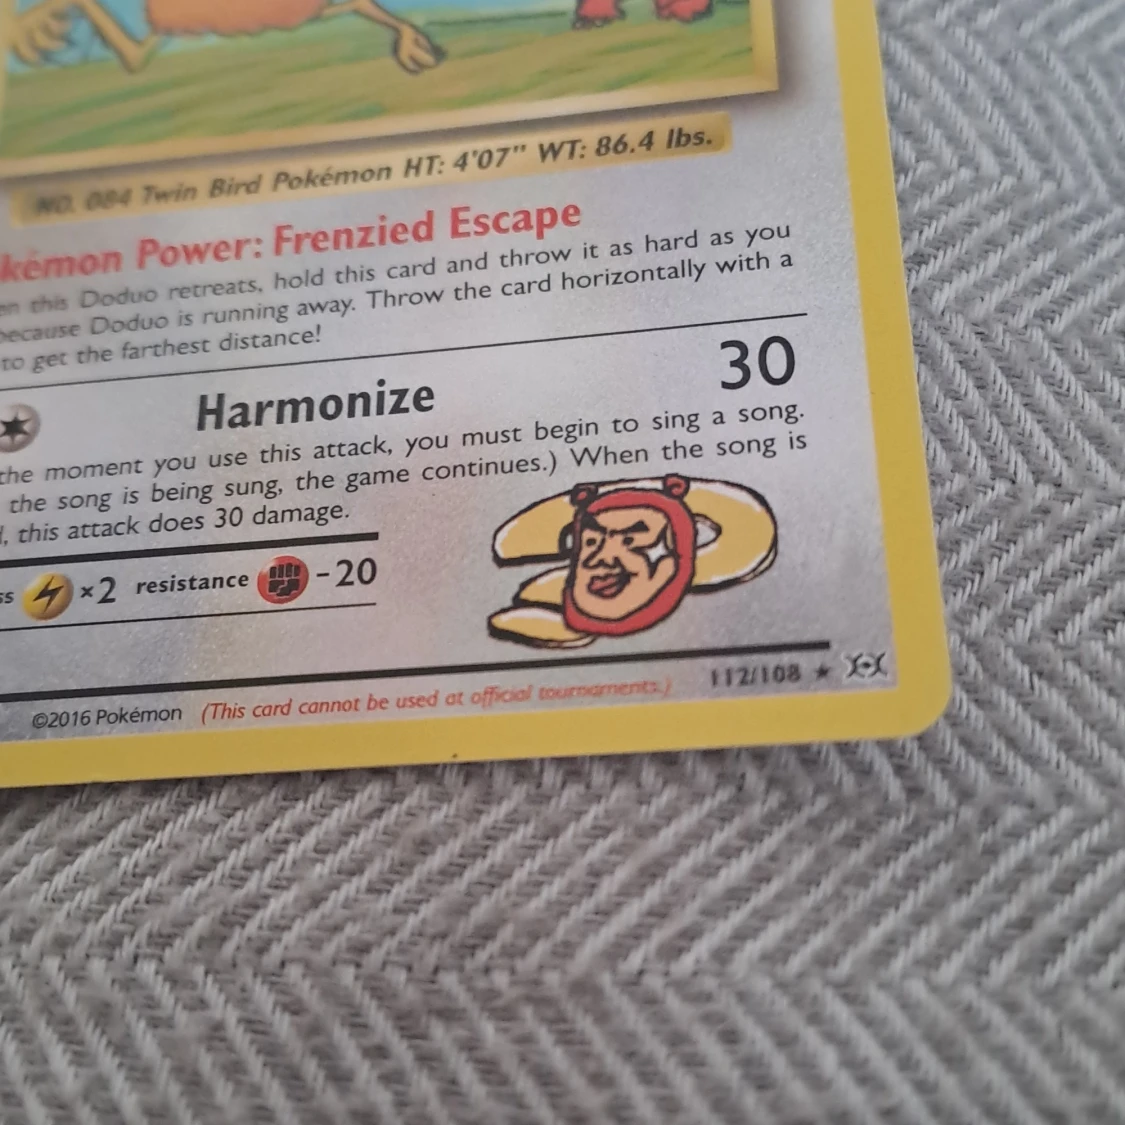 NO. 084 Twin Bird Pokémon HT: 4'07" WT: 86.4 lbs.
kémon Power: Frenzied Escape
en this Doduo retreats, hold this card and throw it as hard as you
because Doduo is running away. Throw the card horizontally with a
to get the farthest distance!
Harmonize 30
the moment you use this attack, you must begin to sing a song.
the song is being sung, the game continues.) When the song is
, this attack does 30 damage.
ss ×2 resistance -20
©2016 Pokémon (This card cannot be used at official tournaments.) 112/108